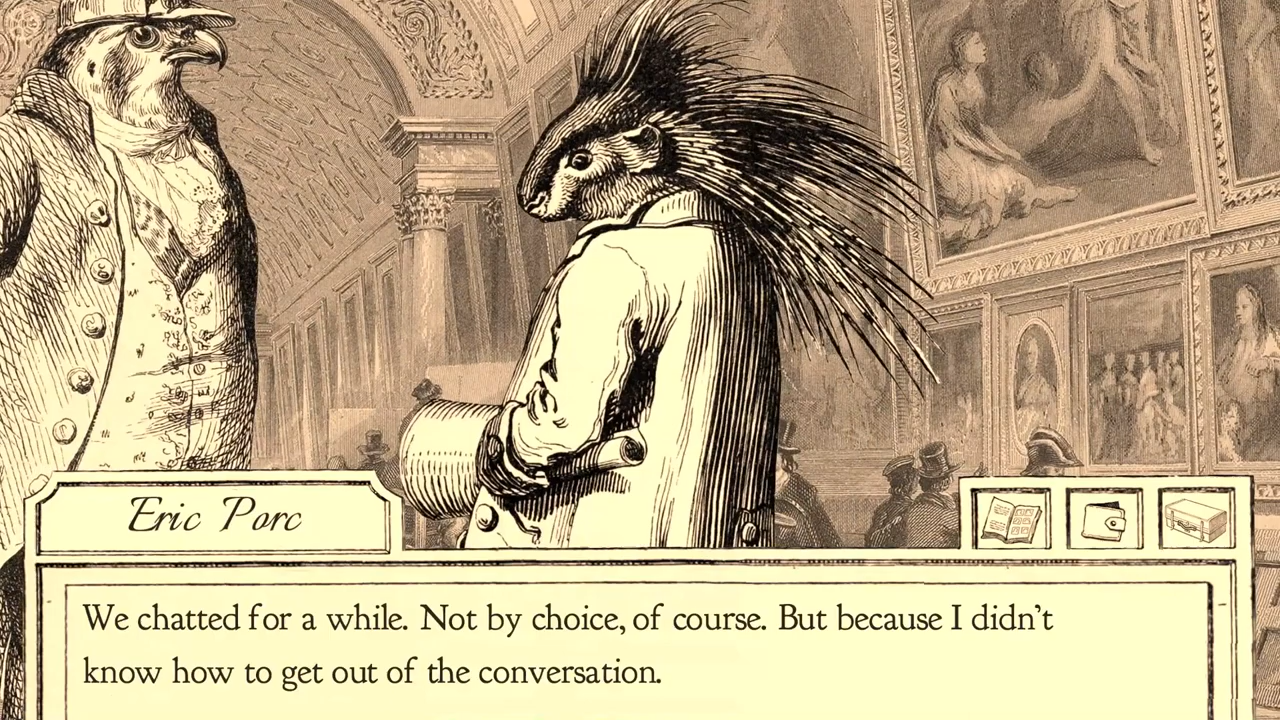 Eric Porc
We chatted for a while. Not by choice, of course. But because I didn't
know how to get out of the conversation.